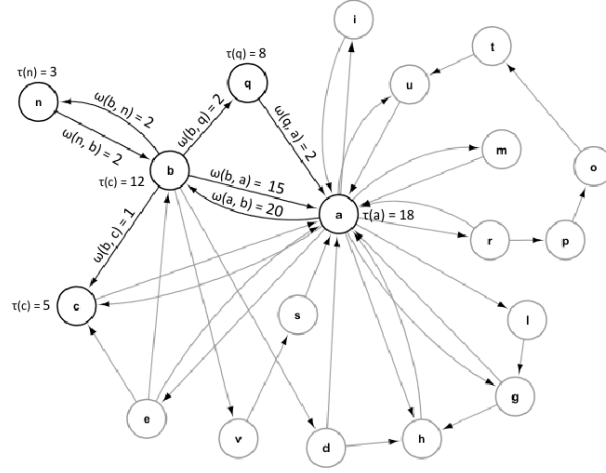 i
t
τ(q) = 8
τ(n) = 3
q
u
n
ω(b, n) = 2
ω(b, q) = 2
ω(q, a) = 2
ω(n, b) = 2
m
o
b
τ(c) = 12
ω(b, a) = 15
ω(a, b) = 20
a
τ(a) = 18
ω(b, c) = 1
r
p
τ(c) = 5
c
s
l
g
e
v
d
h